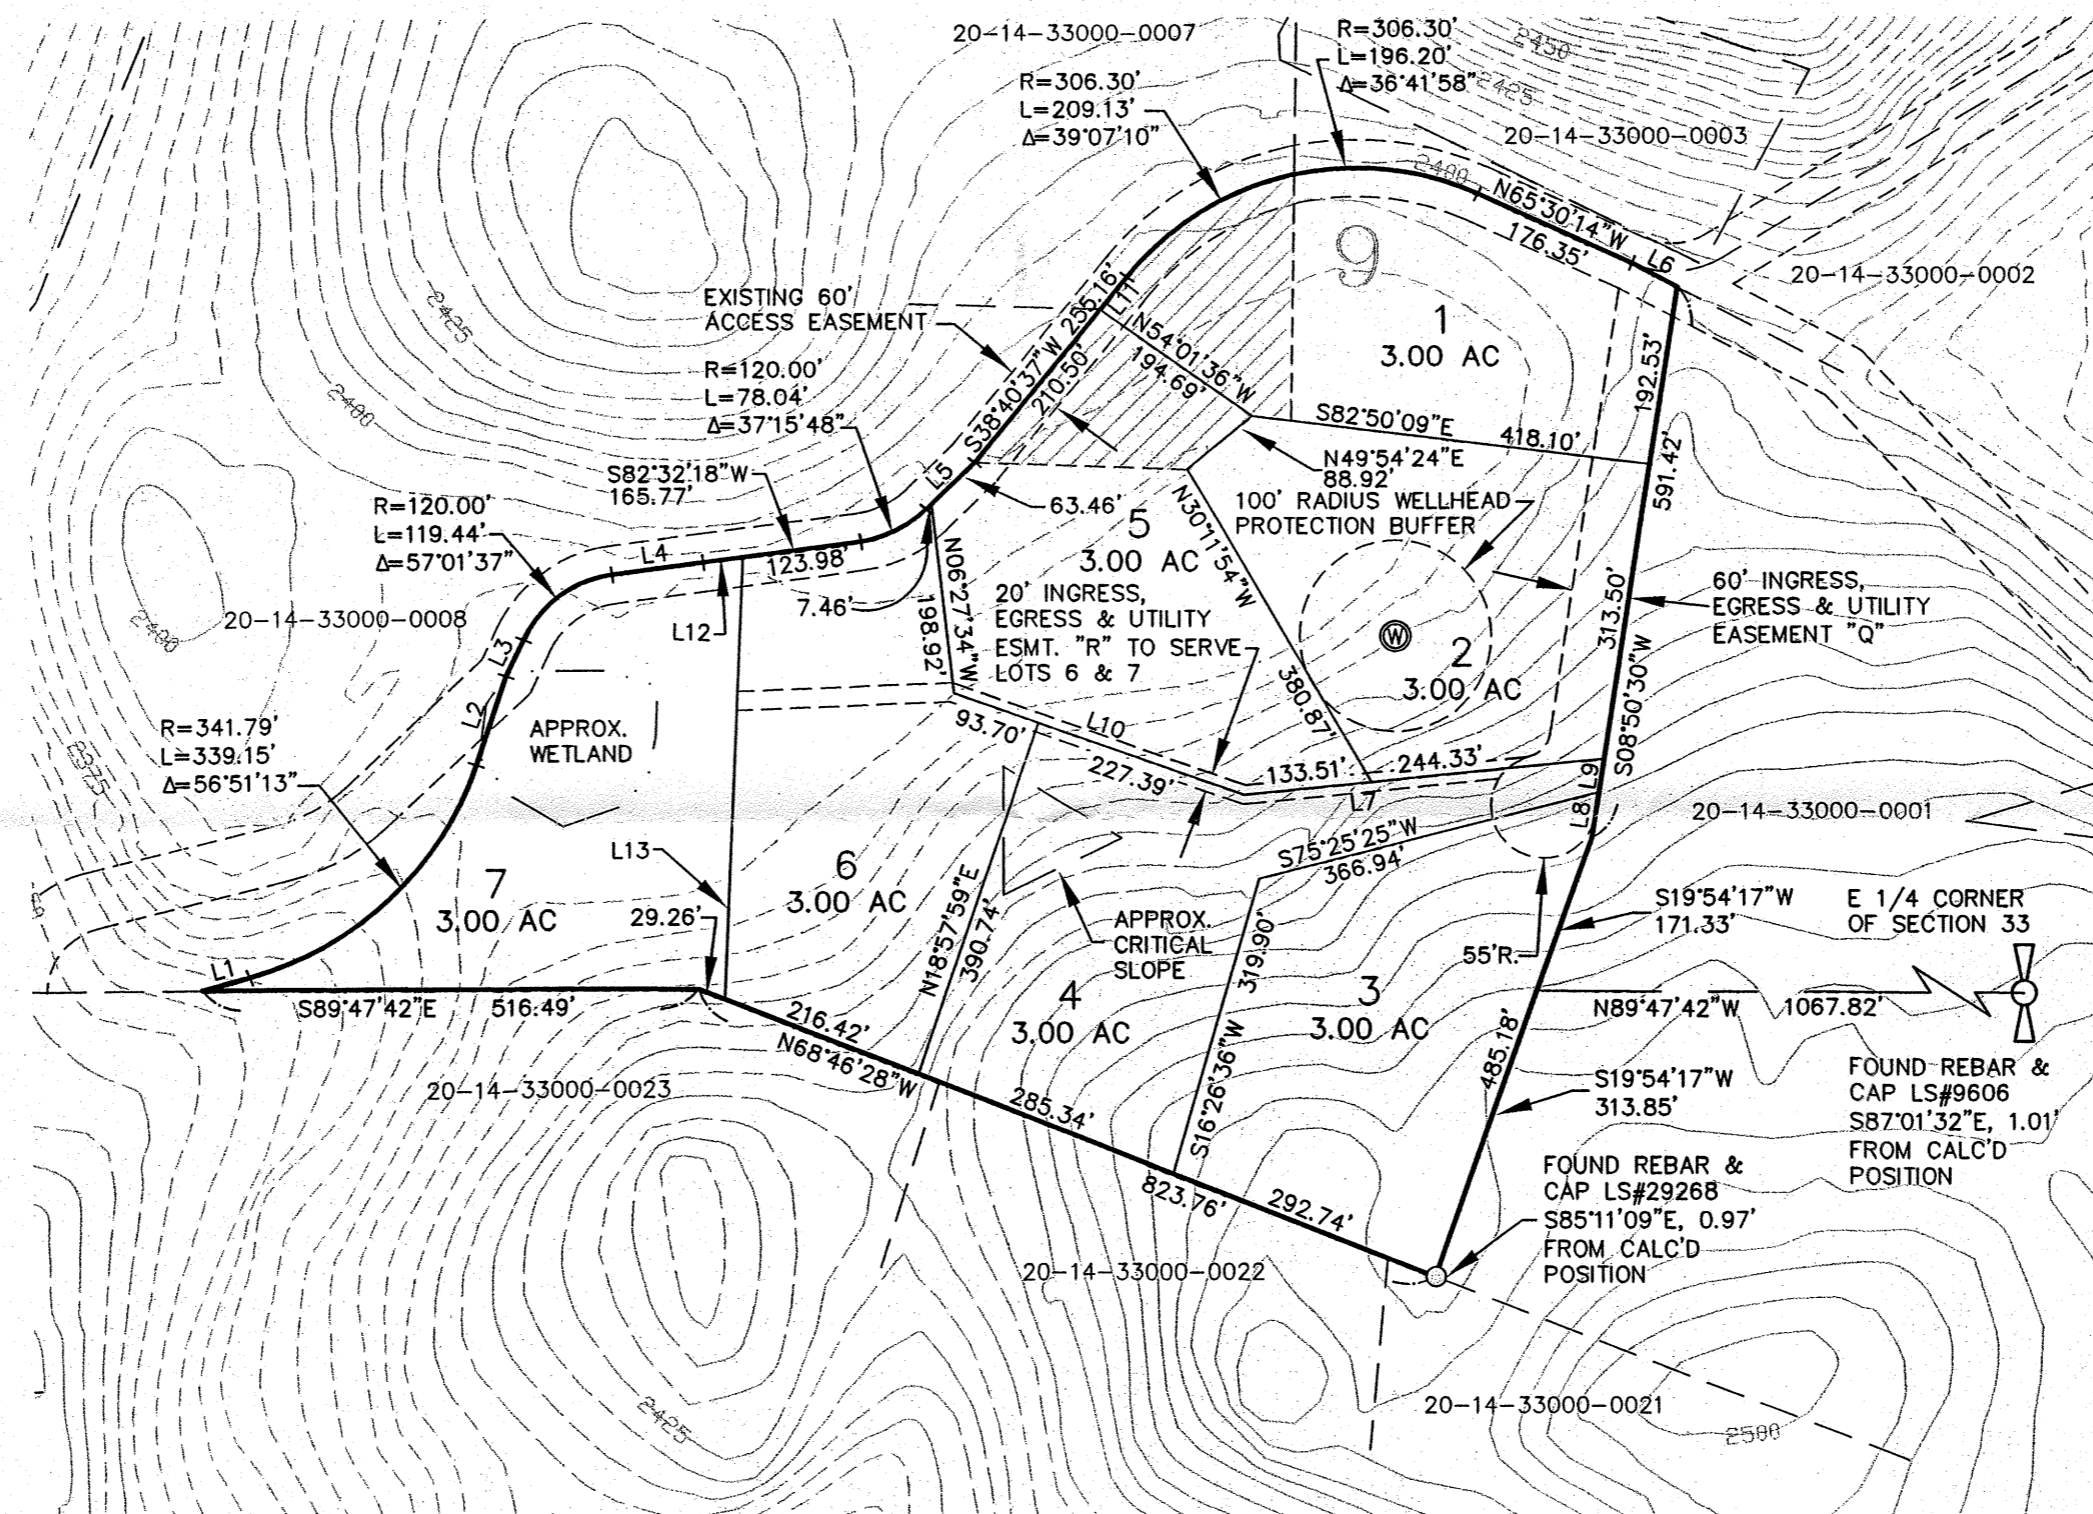 20-14-33000-0007
R=306.30'
L=196.20'
Δ=36°41'58"
2450
2425
R=306.30'
L=209.13'
Δ=39°07'10"
20-14-33000-0003
2400
N65°30'14"W
176.35'
L6
20-14-33000-0002
9
EXISTING 60'
ACCESS EASEMENT
255.16'
L11
S38°40'37"W
210.50'
N54°01'36"W
194.69'
1
3.00 AC
192.53'
2425
2400
R=120.00'
L=78.04'
Δ=37°15'48"
S82°50'09"E
418.10'
N49°54'24"E
88.92'
591.42'
S82°32'18"W
165.77'
L5
63.46'
R=120.00'
L=119.44'
Δ=57°01'37"
L4
123.98'
7.46'
L12
5
3.00 AC
N30°11'54"W
380.87'
100' RADIUS WELLHEAD
PROTECTION BUFFER
W
2
3.00 AC
313.50'
S08°50'30"W
60' INGRESS,
EGRESS & UTILITY
EASEMENT "Q"
20-14-33000-0008
2400
L3
L2
N06°27'34"W
198.92'
20' INGRESS,
EGRESS & UTILITY
ESMT. "R" TO SERVE
LOTS 6 & 7
APPROX.
WETLAND
93.70'
L10
227.39'
133.51'
244.33'
L7
L9
L8
2375
R=341.79'
L=339.15'
Δ=56°51'13"
20-14-33000-0001
S75°25'25"W
366.94'
L13
7
3.00 AC
29.26'
6
3.00 AC
N18°57'59"E
390.74'
APPROX.
CRITICAL
SLOPE
319.90'
S16°26'36"W
55'R.
S19°54'17"W
171.33'
E 1/4 CORNER
OF SECTION 33
L1
S89°47'42"E
516.49'
4
3.00 AC
3
3.00 AC
N89°47'42"W
1067.82'
216.42'
N68°46'28"W
485.18'
20-14-33000-0023
285.34'
S19°54'17"W
313.85'
FOUND REBAR &
CAP LS#9606
S87°01'32"E, 1.01'
FROM CALC'D
POSITION
823.76'
292.74'
FOUND REBAR &
CAP LS#29268
S85°11'09"E, 0.97'
FROM CALC'D
POSITION
20-14-33000-0022
20-14-33000-0021
2425
2500